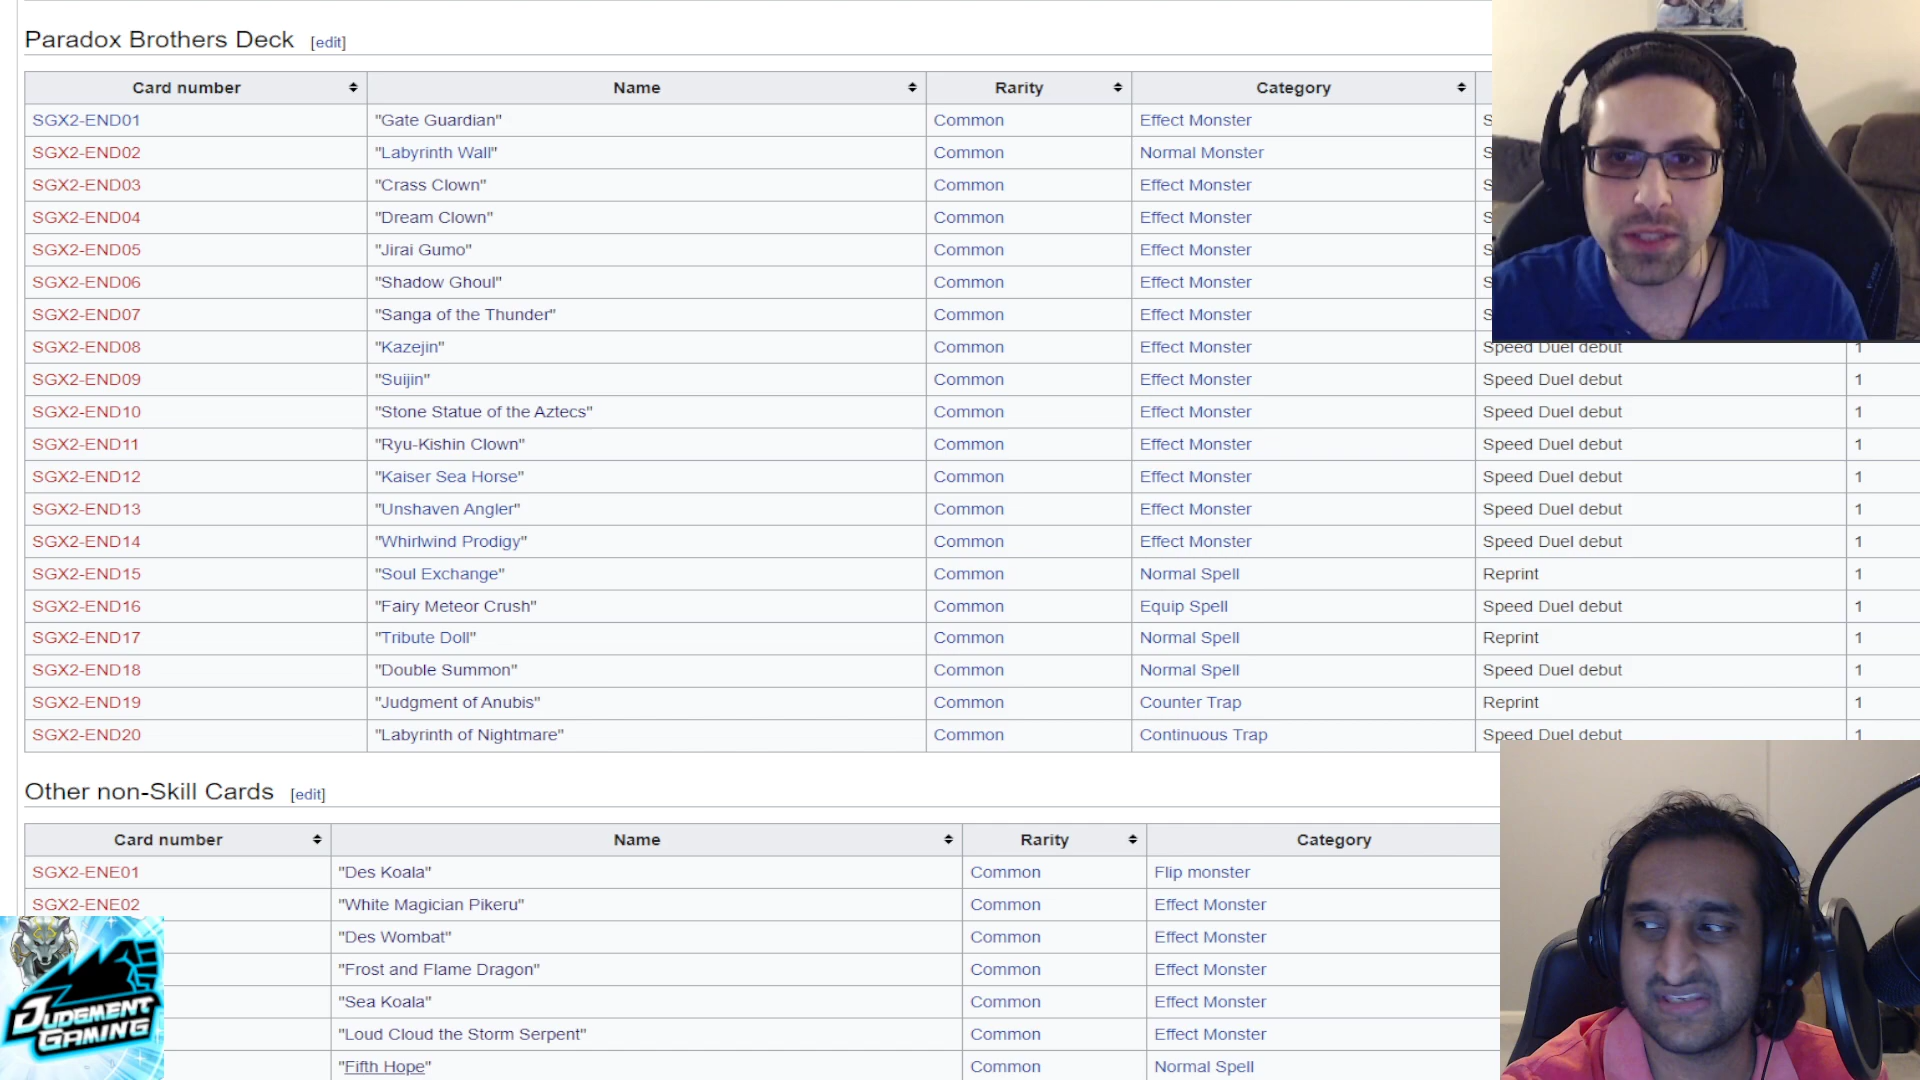 Paradox Brothers Deck [edit]
Card number Name Rarity Category
SGX2-END01 "Gate Guardian" Common Effect Monster S
SGX2-END02 "Labyrinth Wall" Common Normal Monster S
SGX2-END03 "Crass Clown" Common Effect Monster S
SGX2-END04 "Dream Clown" Common Effect Monster S
SGX2-END05 "Jirai Gumo" Common Effect Monster S
SGX2-END06 "Shadow Ghoul" Common Effect Monster S
SGX2-END07 "Sanga of the Thunder" Common Effect Monster S
SGX2-END08 "Kazejin" Common Effect Monster Speed Duel debut 1
SGX2-END09 "Suijin" Common Effect Monster Speed Duel debut 1
SGX2-END10 "Stone Statue of the Aztecs" Common Effect Monster Speed Duel debut 1
SGX2-END11 "Ryu-Kishin Clown" Common Effect Monster Speed Duel debut 1
SGX2-END12 "Kaiser Sea Horse" Common Effect Monster Speed Duel debut 1
SGX2-END13 "Unshaven Angler" Common Effect Monster Speed Duel debut 1
SGX2-END14 "Whirlwind Prodigy" Common Effect Monster Speed Duel debut 1
SGX2-END15 "Soul Exchange" Common Normal Spell Reprint 1
SGX2-END16 "Fairy Meteor Crush" Common Equip Spell Speed Duel debut 1
SGX2-END17 "Tribute Doll" Common Normal Spell Reprint 1
SGX2-END18 "Double Summon" Common Normal Spell Speed Duel debut 1
SGX2-END19 "Judgment of Anubis" Common Counter Trap Reprint 1
SGX2-END20 "Labyrinth of Nightmare" Common Continuous Trap Speed Duel debut 1
Other non-Skill Cards [edit]
Card number Name Rarity Category
SGX2-ENE01 "Des Koala" Common Flip monster
SGX2-ENE02 "White Magician Pikeru" Common Effect Monster
"Des Wombat" Common Effect Monster
"Frost and Flame Dragon" Common Effect Monster
"Sea Koala" Common Effect Monster
"Loud Cloud the Storm Serpent" Common Effect Monster
"Fifth Hope" Common Normal Spell
JUDGMENT
GAMING